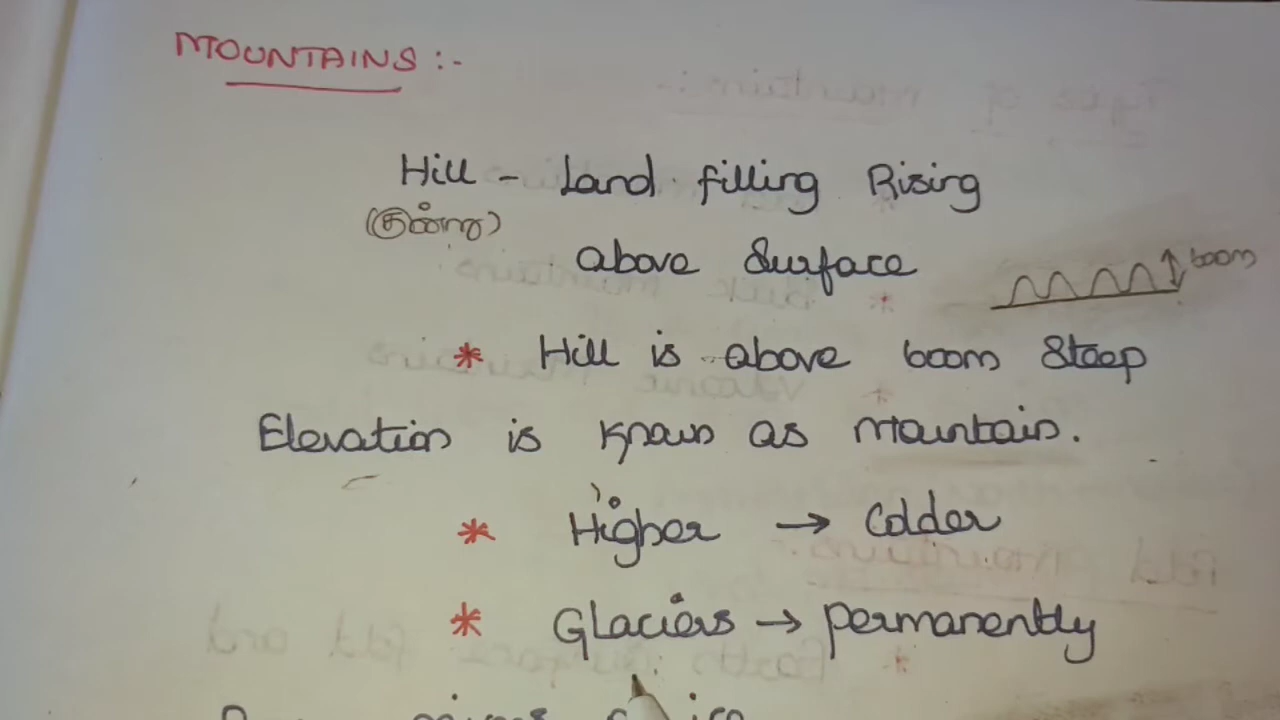 MOUNTAINS :-
Hill - Land filling Rising
(குன்று)
above Surface
600m
* Hill is above 600m Steep
Elevation is known as mountain.
* Higher → Colder
* Glaciers → permanently